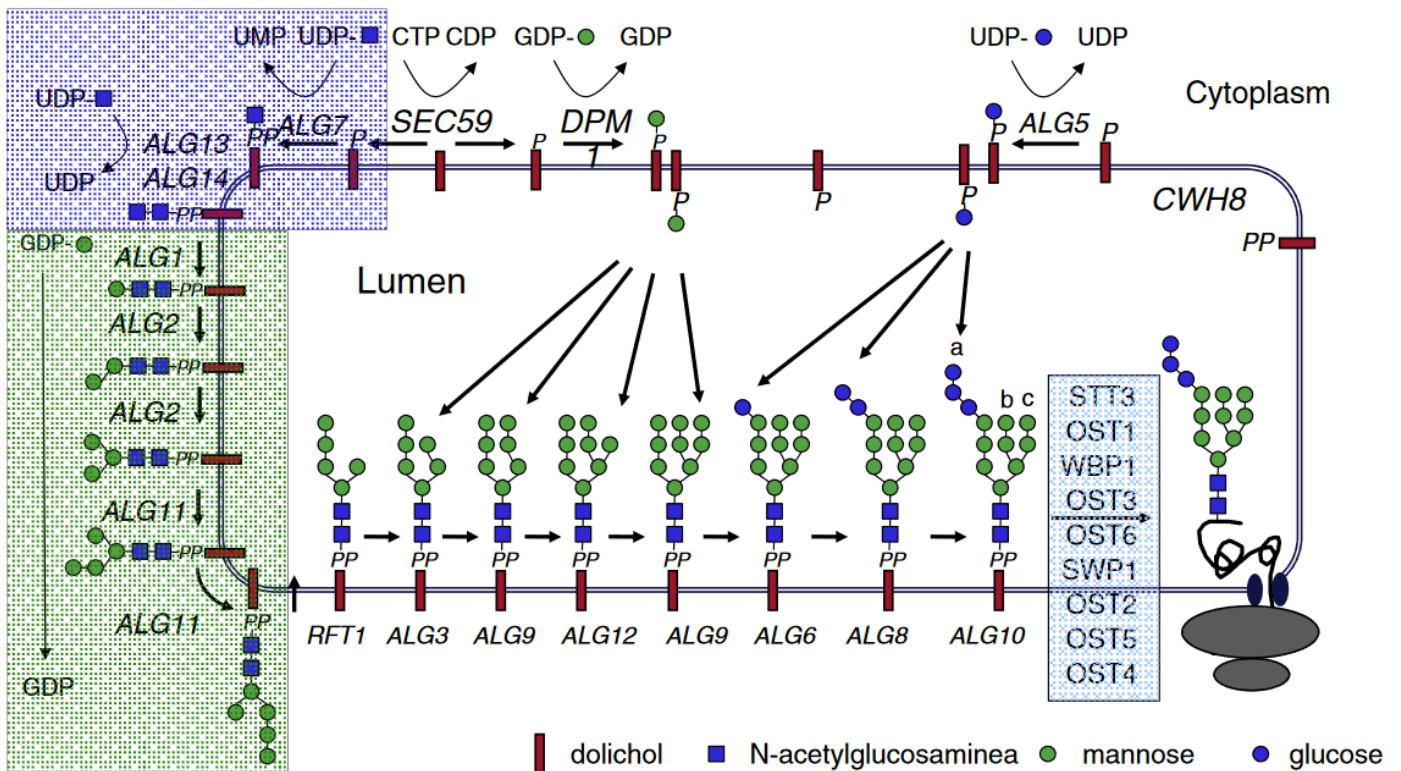 UMP UDP- CTP CDP GDP- GDP UDP- UDP
Cytoplasm
UDP-
UDP
ALG13
ALG14
PP
ALG7
P
SEC59
P
DPM
1
P
P
P
P
P
ALG5
P
CWH8
PP
-PP
GDP-
GDP
ALG1
-PP
ALG2
-PP
ALG2
-PP
ALG11
-PP
ALG11
PP
Lumen
a
b c
PP PP PP PP PP PP PP PP
RFT1 ALG3 ALG9 ALG12 ALG9 ALG6 ALG8 ALG10
STT3
OST1
WBP1
OST3
OST6
SWP1
OST2
OST5
OST4
dolichol N-acetylglucosaminea mannose glucose